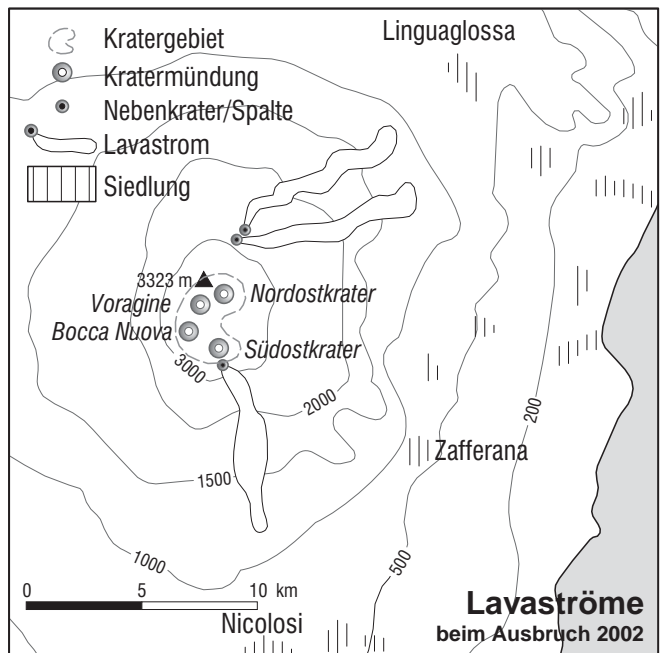 Kratergebiet
Kratermündung
Nebenkrater/Spalte
Lavastrom
Siedlung
Linguaglossa
3323 m
Nordostkrater
Voragine
Bocca Nuova
Südostkrater
3000
2000
200
Zafferana
1500
1000
500
0 5 10 km
Nicolosi
Lavaströme
beim Ausbruch 2002